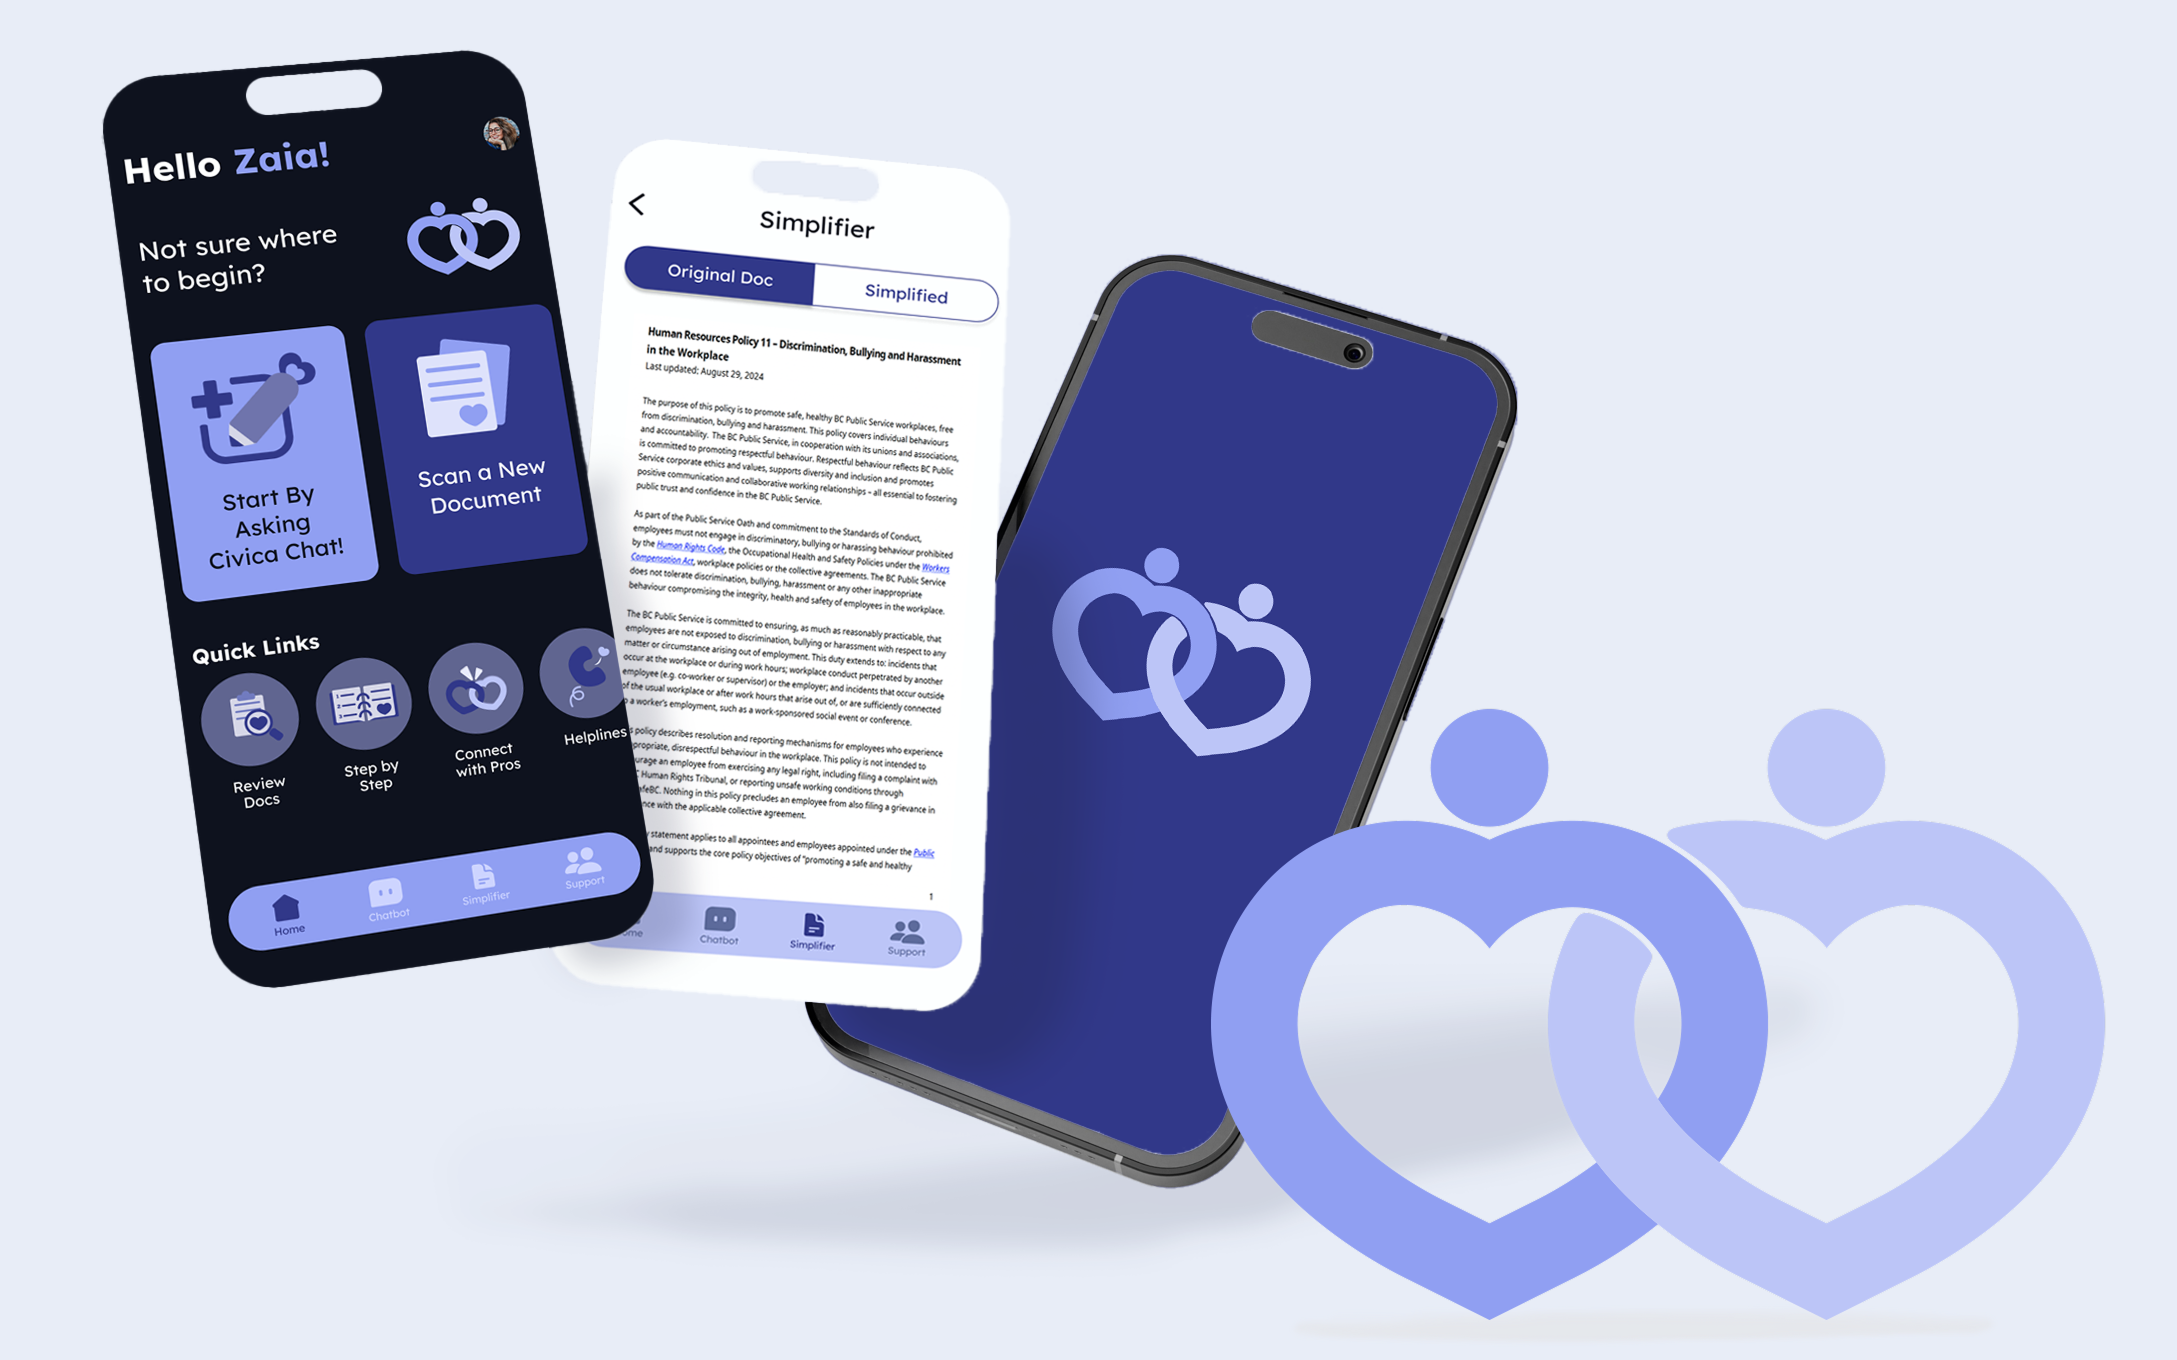 Hello Zaia!
Not sure where
to begin?
Start By
Asking
Civica Chat!
Scan a New
Document
Quick Links
Review
Docs
Step by
Step
Connect
with Pros
Helplines
Home
Chatbot
Simplifier
Support
Simplifier
Original Doc
Simplified
Human Resources Policy 11 – Discrimination, Bullying and Harassment
in the Workplace
Last updated: August 29, 2024
The purpose of this policy is to promote safe, healthy BC Public Service workplaces, free
from discrimination, bullying and harassment. This policy covers individual behaviours
and accountability. The BC Public Service, in cooperation with its unions and associations,
is committed to promoting respectful behaviour. Respectful behaviour reflects BC Public
Service corporate ethics and values, supports diversity and inclusion and promotes
positive communication and collaborative working relationships – all essential to fostering
public trust and confidence in the BC Public Service.
As part of the Public Service Oath and commitment to the Standards of Conduct,
employees must not engage in discriminatory, bullying or harassing behaviour prohibited
by the Human Rights Code, the Occupational Health and Safety Policies under the Workers
Compensation Act, workplace policies or the collective agreements. The BC Public Service
does not tolerate discrimination, bullying, harassment or any other inappropriate
behaviour compromising the integrity, health and safety of employees in the workplace.
The BC Public Service is committed to ensuring, as much as reasonably practicable, that
employees are not exposed to discrimination, bullying or harassment with respect to any
matter or circumstance arising out of employment. This duty extends to: incidents that
occur at the workplace or during work hours; workplace conduct perpetrated by another
employee (e.g. co-worker or supervisor) or the employer; and incidents that occur outside
of the usual workplace or after work hours that arise out of, or are sufficiently connected
a worker's employment, such as a work-sponsored social event or conference.
policy describes resolution and reporting mechanisms for employees who experience
propriate, disrespectful behaviour in the workplace. This policy is not intended to
urage an employee from exercising any legal right, including filing a complaint with
Human Rights Tribunal, or reporting unsafe working conditions through
afeBC. Nothing in this policy precludes an employee from also filing a grievance in
nce with the applicable collective agreement.
y statement applies to all appointees and employees appointed under the Public
and supports the core policy objectives of "promoting a safe and healthy
1
ome
Chatbot
Simplifier
Support